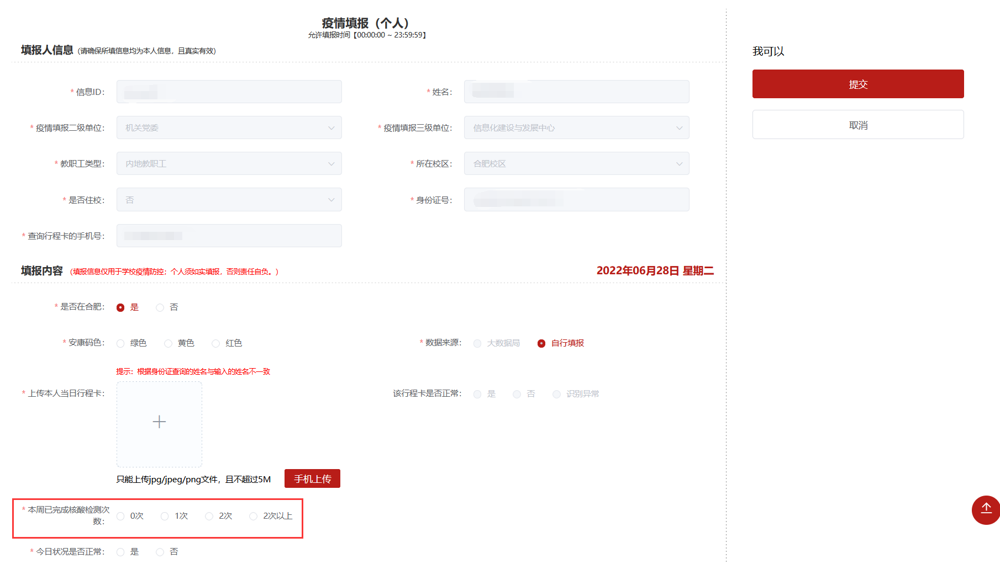 疫情填报（个人）
允许填报时间【00:00:00 ~ 23:59:59】
填报人信息（请确保所填信息均为本人信息，且真实有效）
我可以
提交
取消
* 信息ID：
* 姓名：
* 疫情填报二级单位： 机关党委
* 疫情填报三级单位： 信息化建设与发展中心
* 教职工类型： 内地教职工
* 所在校区： 合肥校区
* 是否住校： 否
* 身份证号：
* 查询行程卡的手机号：
填报内容（填报信息仅用于学校疫情防控；个人须如实填报，否则责任自负。）
2022年06月28日 星期二
* 是否在合肥： 是 否
* 安康码色： 绿色 黄色 红色
* 数据来源： 大数据局 自行填报
提示：根据身份证查询的姓名与输入的姓名不一致
* 上传本人当日行程卡：
该行程卡是否正常： 是 否 识别异常
只能上传jpg/jpeg/png文件，且不超过5M
手机上传
* 本周已完成核酸检测次
数： 0次 1次 2次 2次以上
* 今日状况是否正常： 是 否